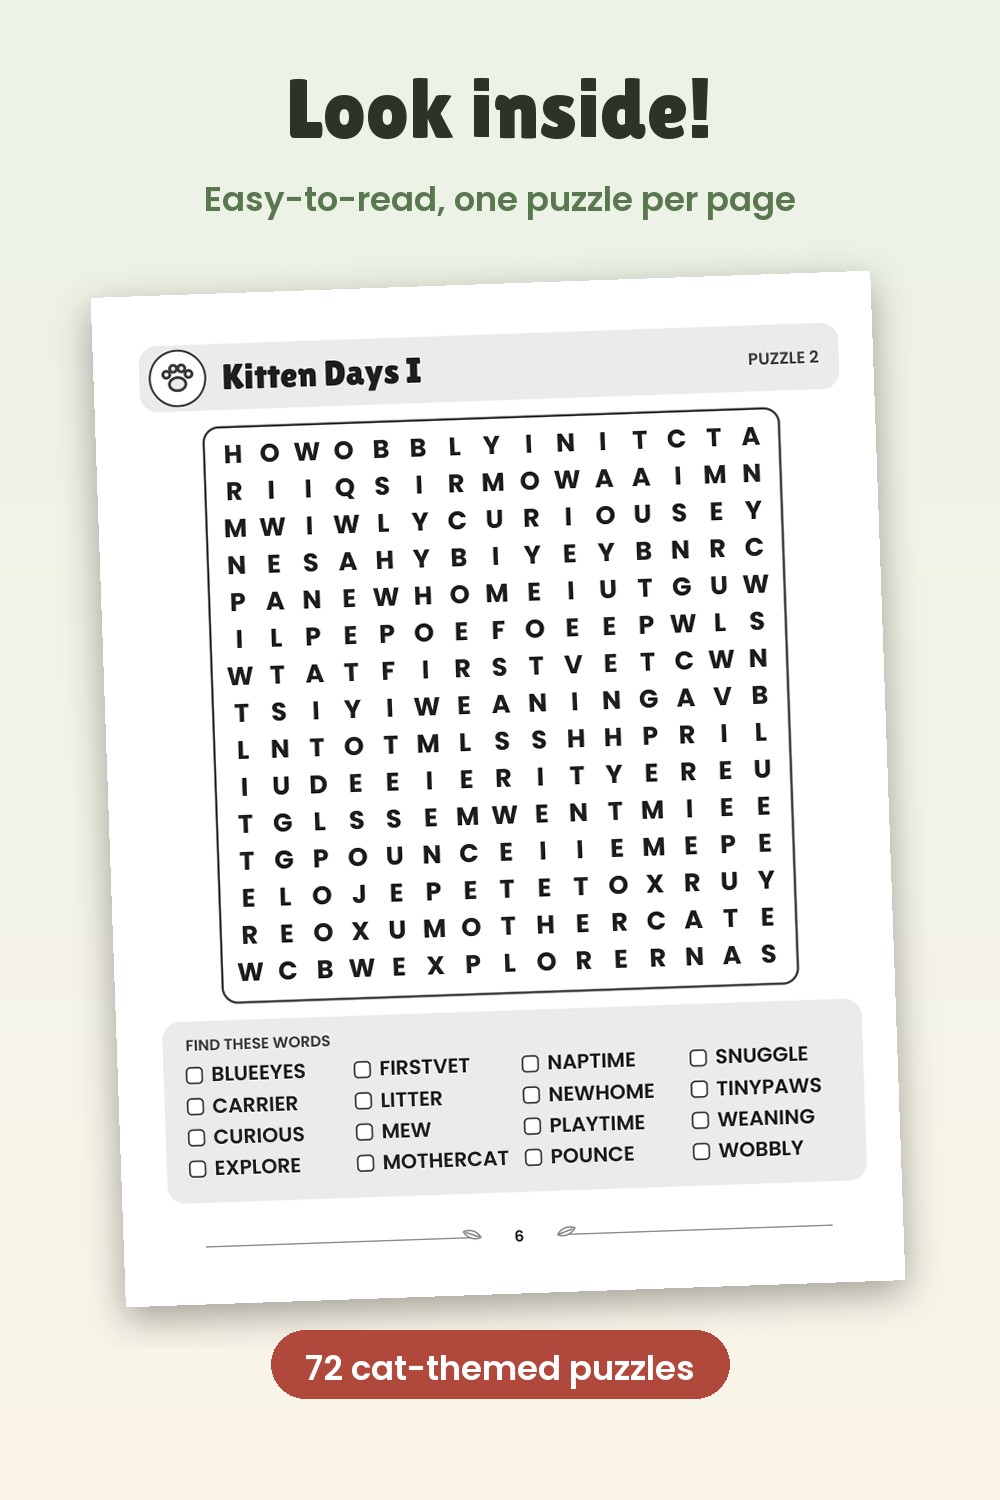 Look inside!
Easy-to-read, one puzzle per page
Kitten Days I
PUZZLE 2
H O W O B B L Y I N I T C T A
R I I Q S I R M O W A A I M N
M W I W L Y C U R I O U S E Y
N E S A H Y B I Y E Y B N R C
P A N E W H O M E I U T G U W
I L P E P O E F O E E P W L S
W T A T F I R S T V E T C W N
T S I Y I W E A N I N G A V B
L N T O T M L S S H H P R I L
I U D E E I E R I T Y E R E U
T G L S S E M W E N T M I E E
T G P O U N C E I I E M E P E
E L O J E P E T E T O X R U Y
R E O X U M O T H E R C A T E
W C B W E X P L O R E R N A S
FIND THESE WORDS
BLUEEYES FIRSTVET NAPTIME SNUGGLE
CARRIER LITTER NEWHOME TINYPAWS
CURIOUS MEW PLAYTIME WEANING
EXPLORE MOTHERCAT POUNCE WOBBLY
6
72 cat-themed puzzles